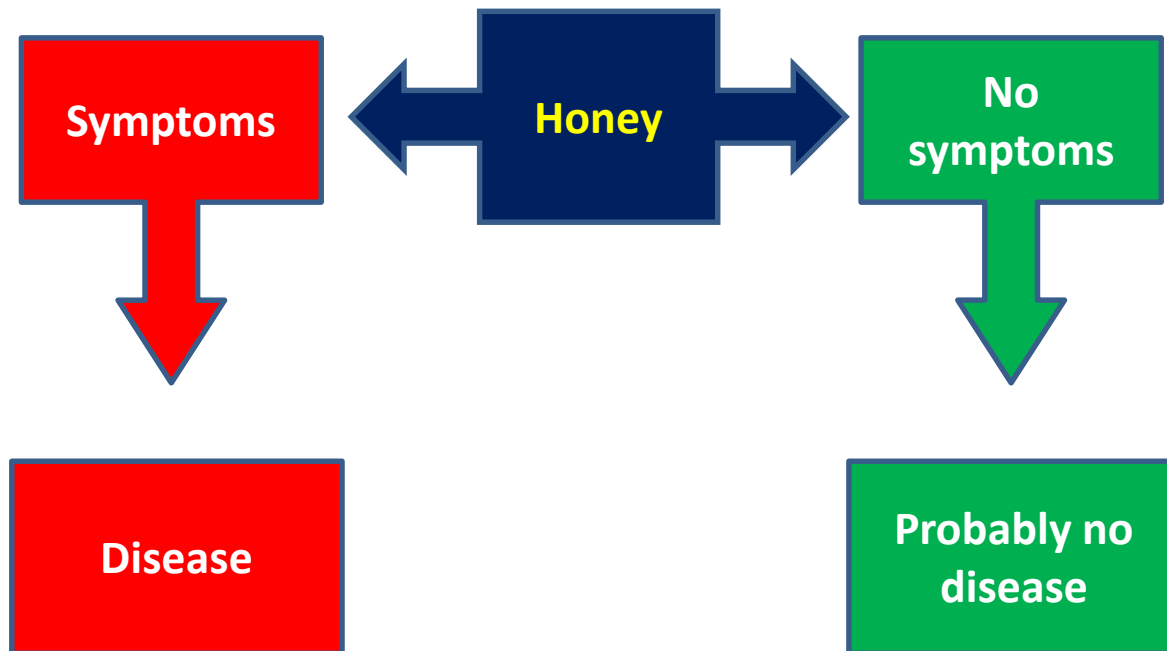 Symptoms
Honey
No
symptoms
Disease
Probably no
disease